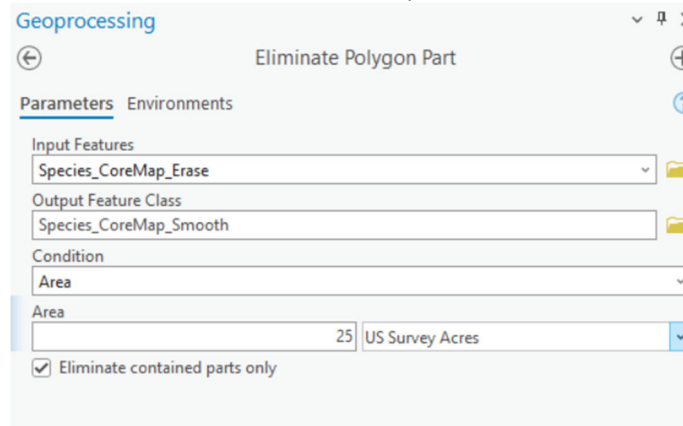 Geoprocessing
Eliminate Polygon Part
Parameters Environments
Input Features
Species_CoreMap_Erase
Output Feature Class
Species_CoreMap_Smooth
Condition
Area
Area
25 US Survey Acres
Eliminate contained parts only